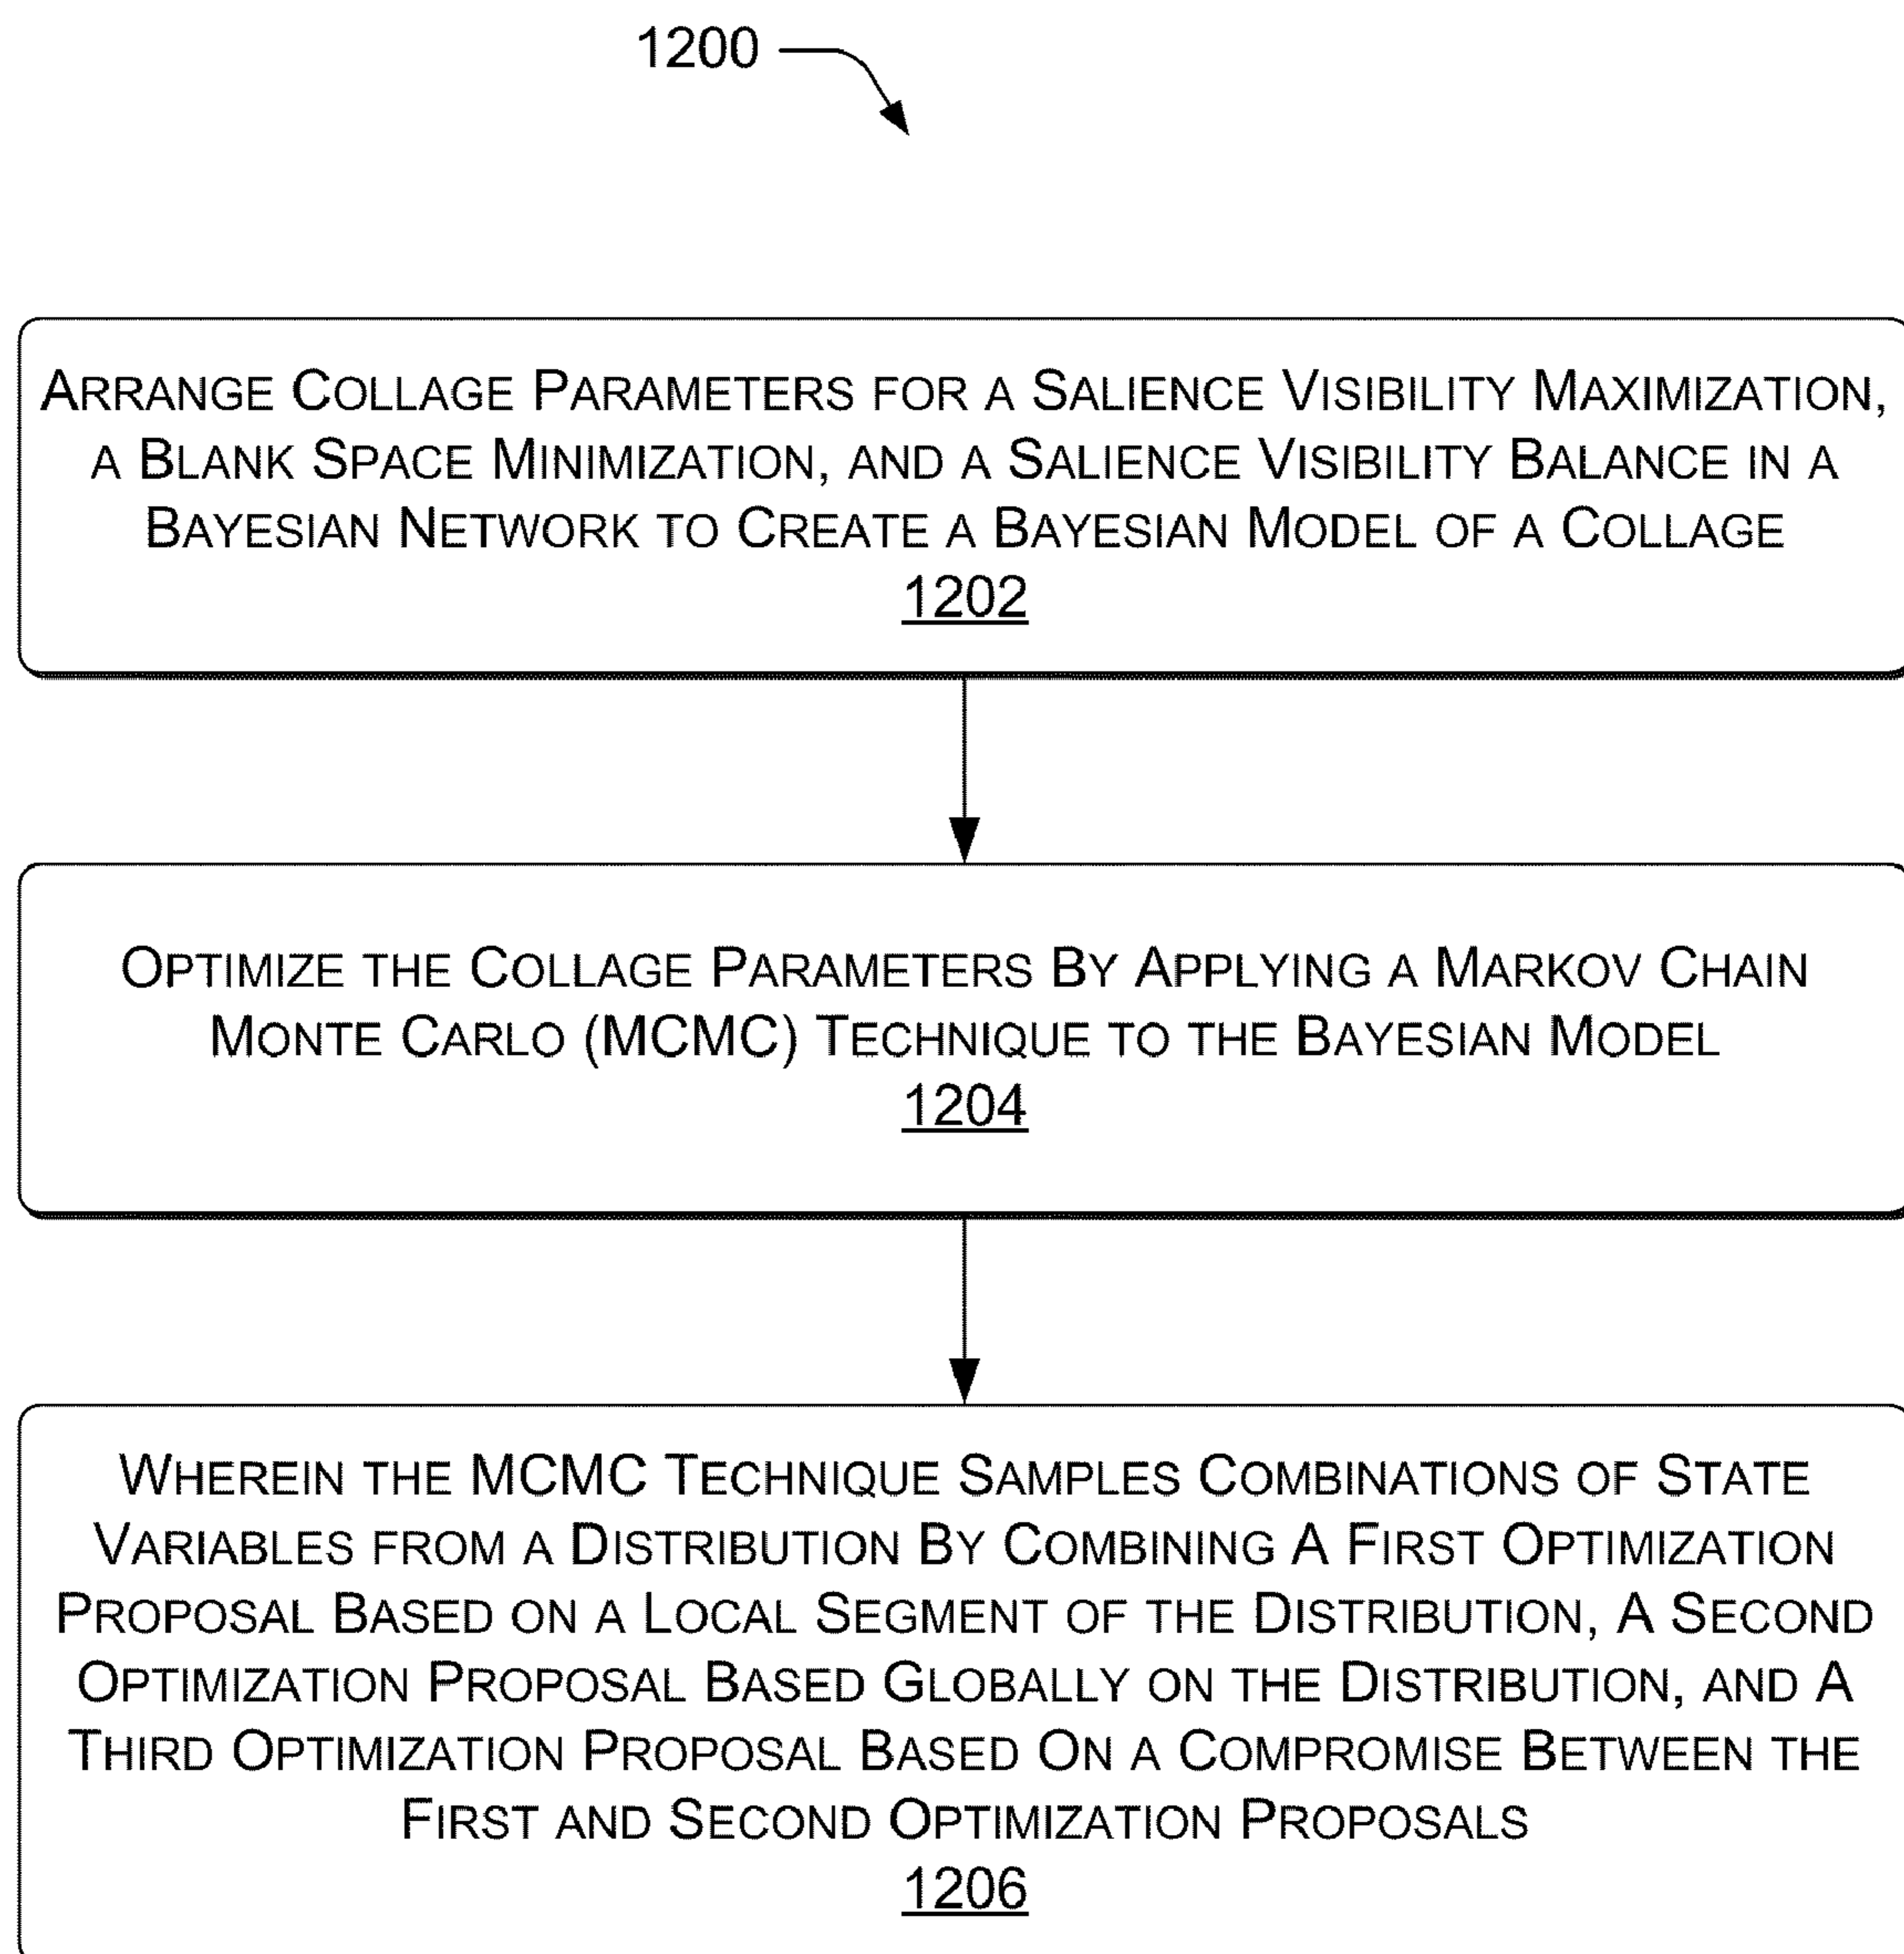 1200
ARRANGE COLLAGE PARAMETERS FOR A SALIENCE VISIBILITY MAXIMIZATION,
A BLANK SPACE MINIMIZATION, AND A SALIENCE VISIBILITY BALANCE IN A
BAYESIAN NETWORK TO CREATE A BAYESIAN MODEL OF A COLLAGE
1202
OPTIMIZE THE COLLAGE PARAMETERS BY APPLYING A MARKOV CHAIN
MONTE CARLO (MCMC) TECHNIQUE TO THE BAYESIAN MODEL
1204
WHEREIN THE MCMC TECHNIQUE SAMPLES COMBINATIONS OF STATE
VARIABLES FROM A DISTRIBUTION BY COMBINING A FIRST OPTIMIZATION
PROPOSAL BASED ON A LOCAL SEGMENT OF THE DISTRIBUTION, A SECOND
OPTIMIZATION PROPOSAL BASED GLOBALLY ON THE DISTRIBUTION, AND A
THIRD OPTIMIZATION PROPOSAL BASED ON A COMPROMISE BETWEEN THE
FIRST AND SECOND OPTIMIZATION PROPOSALS
1206